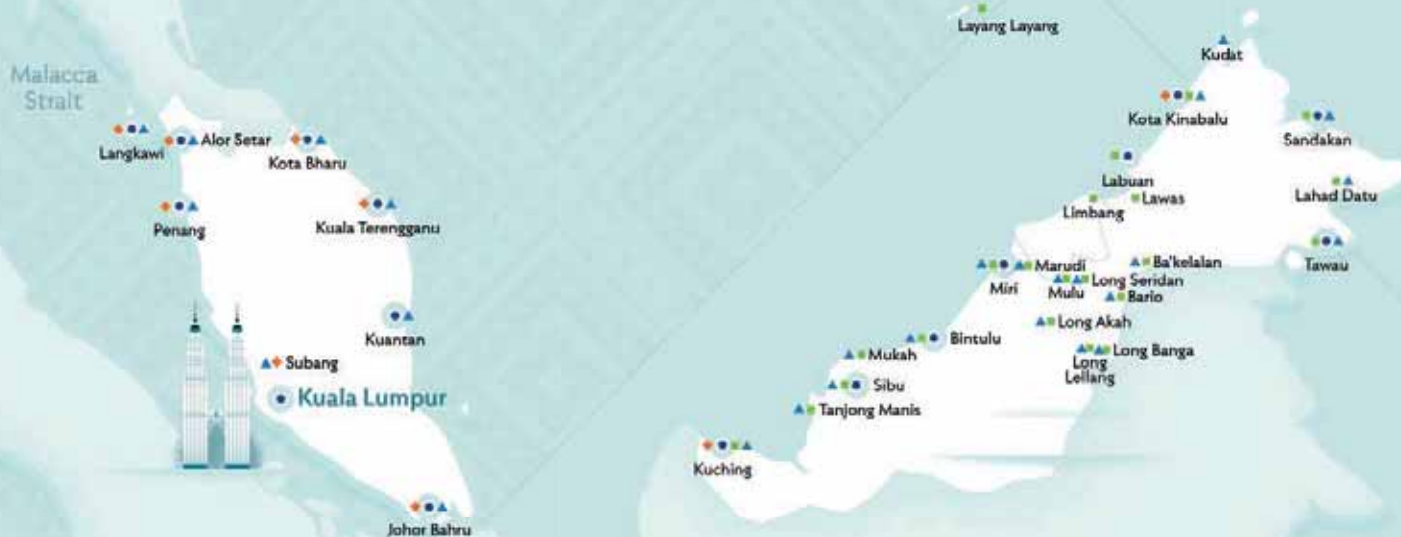 Malacca
Strait
Langkawi
Alor Setar
Kota Bharu
Penang
Kuala Terengganu
Kuantan
Subang
Kuala Lumpur
Johor Bahru
Layang Layang
Kudat
Kota Kinabalu
Sandakan
Labuan
Lahad Datu
Limbang
Lawas
Tawau
Miri
Marudi
Ba'kelalan
Mulu
Long Seridan
Bario
Long Akah
Bintulu
Mukah
Long
Lellang
Long Banga
Sibu
Tanjong Manis
Kuching